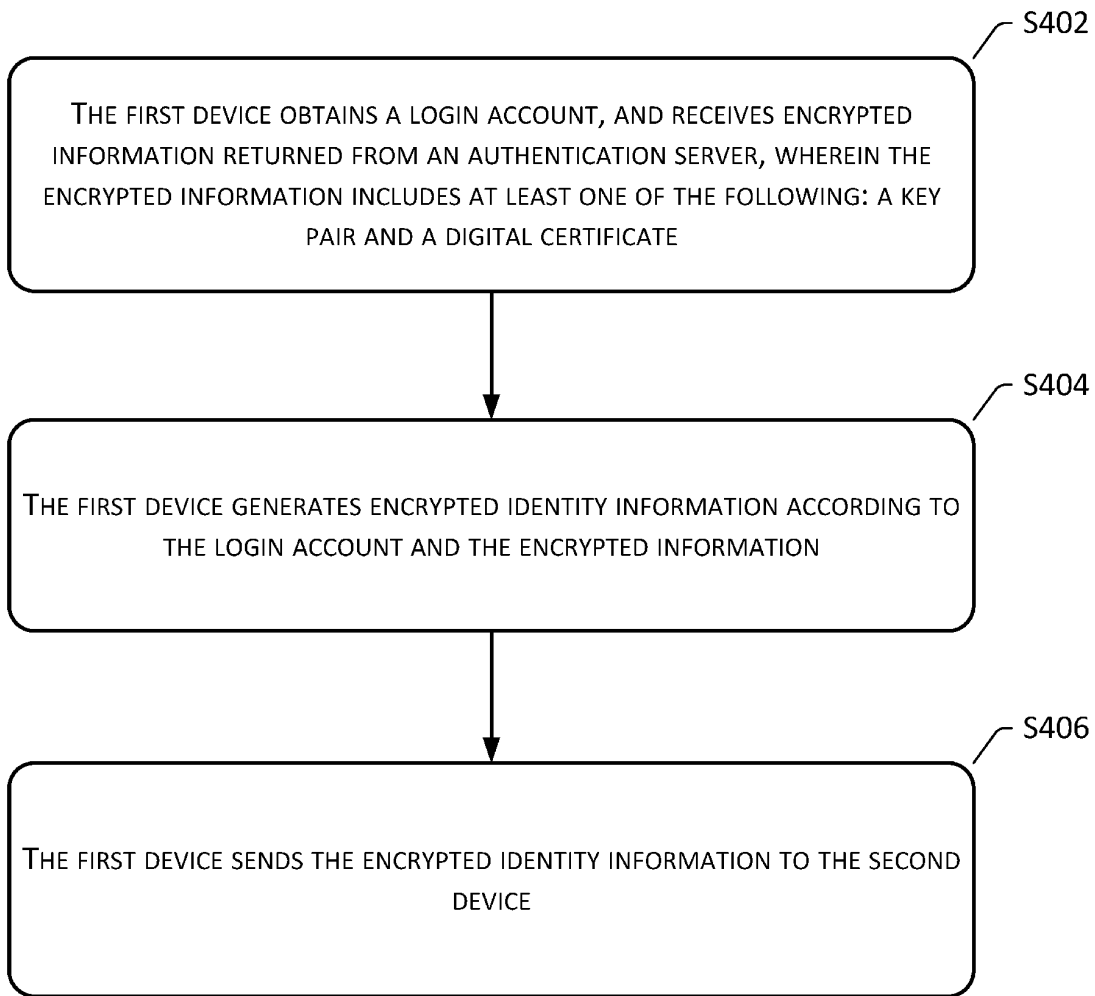 S402
THE FIRST DEVICE OBTAINS A LOGIN ACCOUNT, AND RECEIVES ENCRYPTED
INFORMATION RETURNED FROM AN AUTHENTICATION SERVER, WHEREIN THE
ENCRYPTED INFORMATION INCLUDES AT LEAST ONE OF THE FOLLOWING: A KEY
PAIR AND A DIGITAL CERTIFICATE
S404
THE FIRST DEVICE GENERATES ENCRYPTED IDENTITY INFORMATION ACCORDING TO
THE LOGIN ACCOUNT AND THE ENCRYPTED INFORMATION
S406
THE FIRST DEVICE SENDS THE ENCRYPTED IDENTITY INFORMATION TO THE SECOND
DEVICE